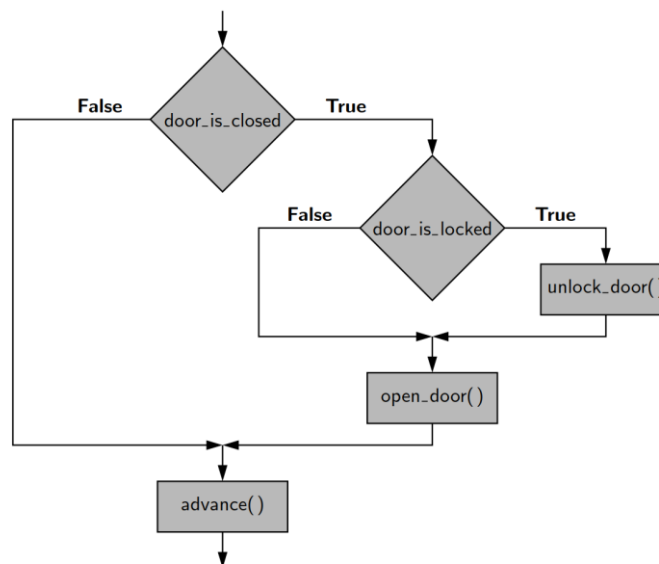 False
True
door_is_closed
False
True
door_is_locked
unlock_door( )
open_door( )
advance( )